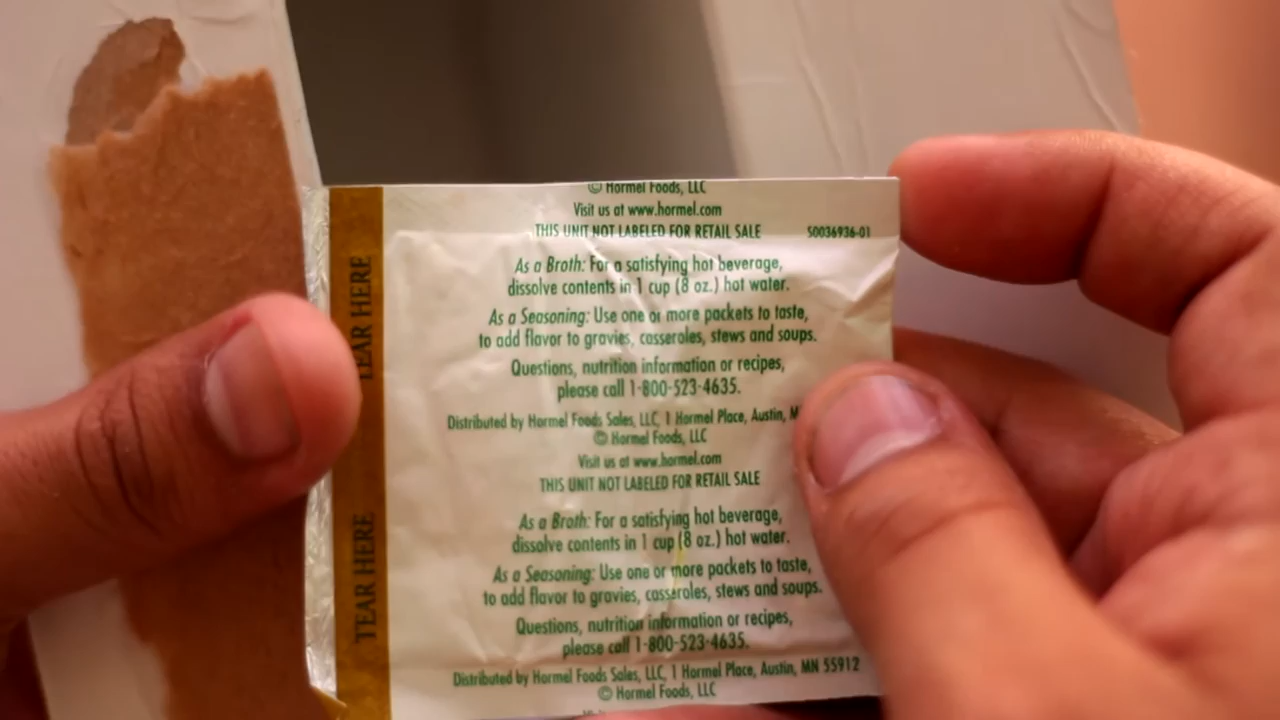 © Hormel Foods, LLC
Visit us at www.hormel.com
THIS UNIT NOT LABELED FOR RETAIL SALE
S0036936-01
As a Broth: For a satisfying hot beverage,
dissolve contents in 1 cup (8 oz.) hot water.
As a Seasoning: Use one or more packets to taste,
to add flavor to gravies, casseroles, stews and soups.
Questions, nutrition information or recipes,
please call 1-800-523-4635.
Distributed by Hormel Foods Sales, LLC, 1 Hormel Place, Austin,
© Hormel Foods, LLC
Visit us at www.hormel.com
THIS UNIT NOT LABELED FOR RETAIL SALE
As a Broth: For a satisfying hot beverage,
dissolve contents in 1 cup (8 oz.) hot water.
As a Seasoning: Use one or more packets to taste,
to add flavor to gravies, casseroles, stews and soups.
Questions, nutrition information or recipes,
please call 1-800-523-4635.
Distributed by Hormel Foods Sales, LLC, 1 Hormel Place, Austin, MN 55912
© Hormel Foods, LLC
TEAR HERE
TEAR HERE